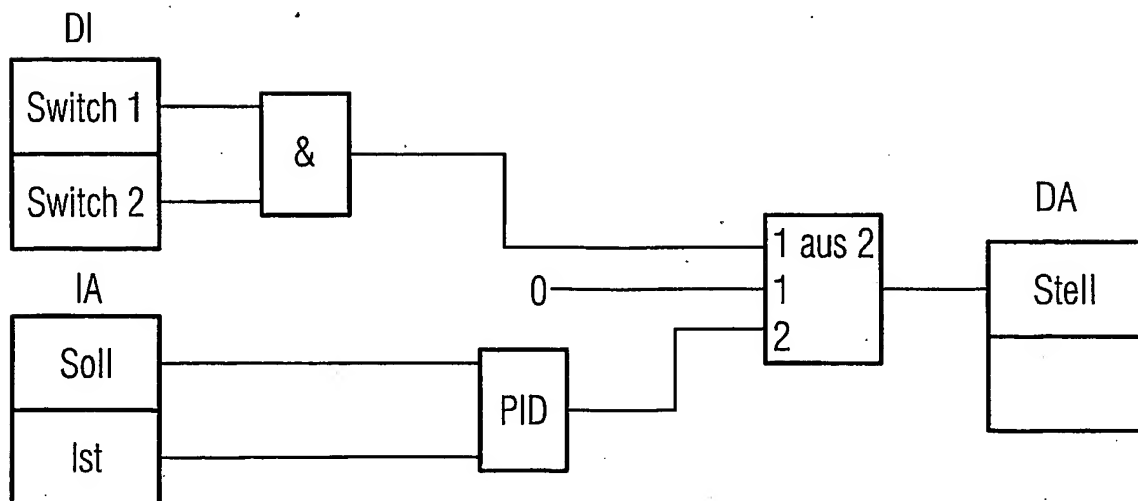 DI
Switch 1
Switch 2
&
IA
Soll
Ist
PID
0
1 aus 2
1
2
DA
Stell